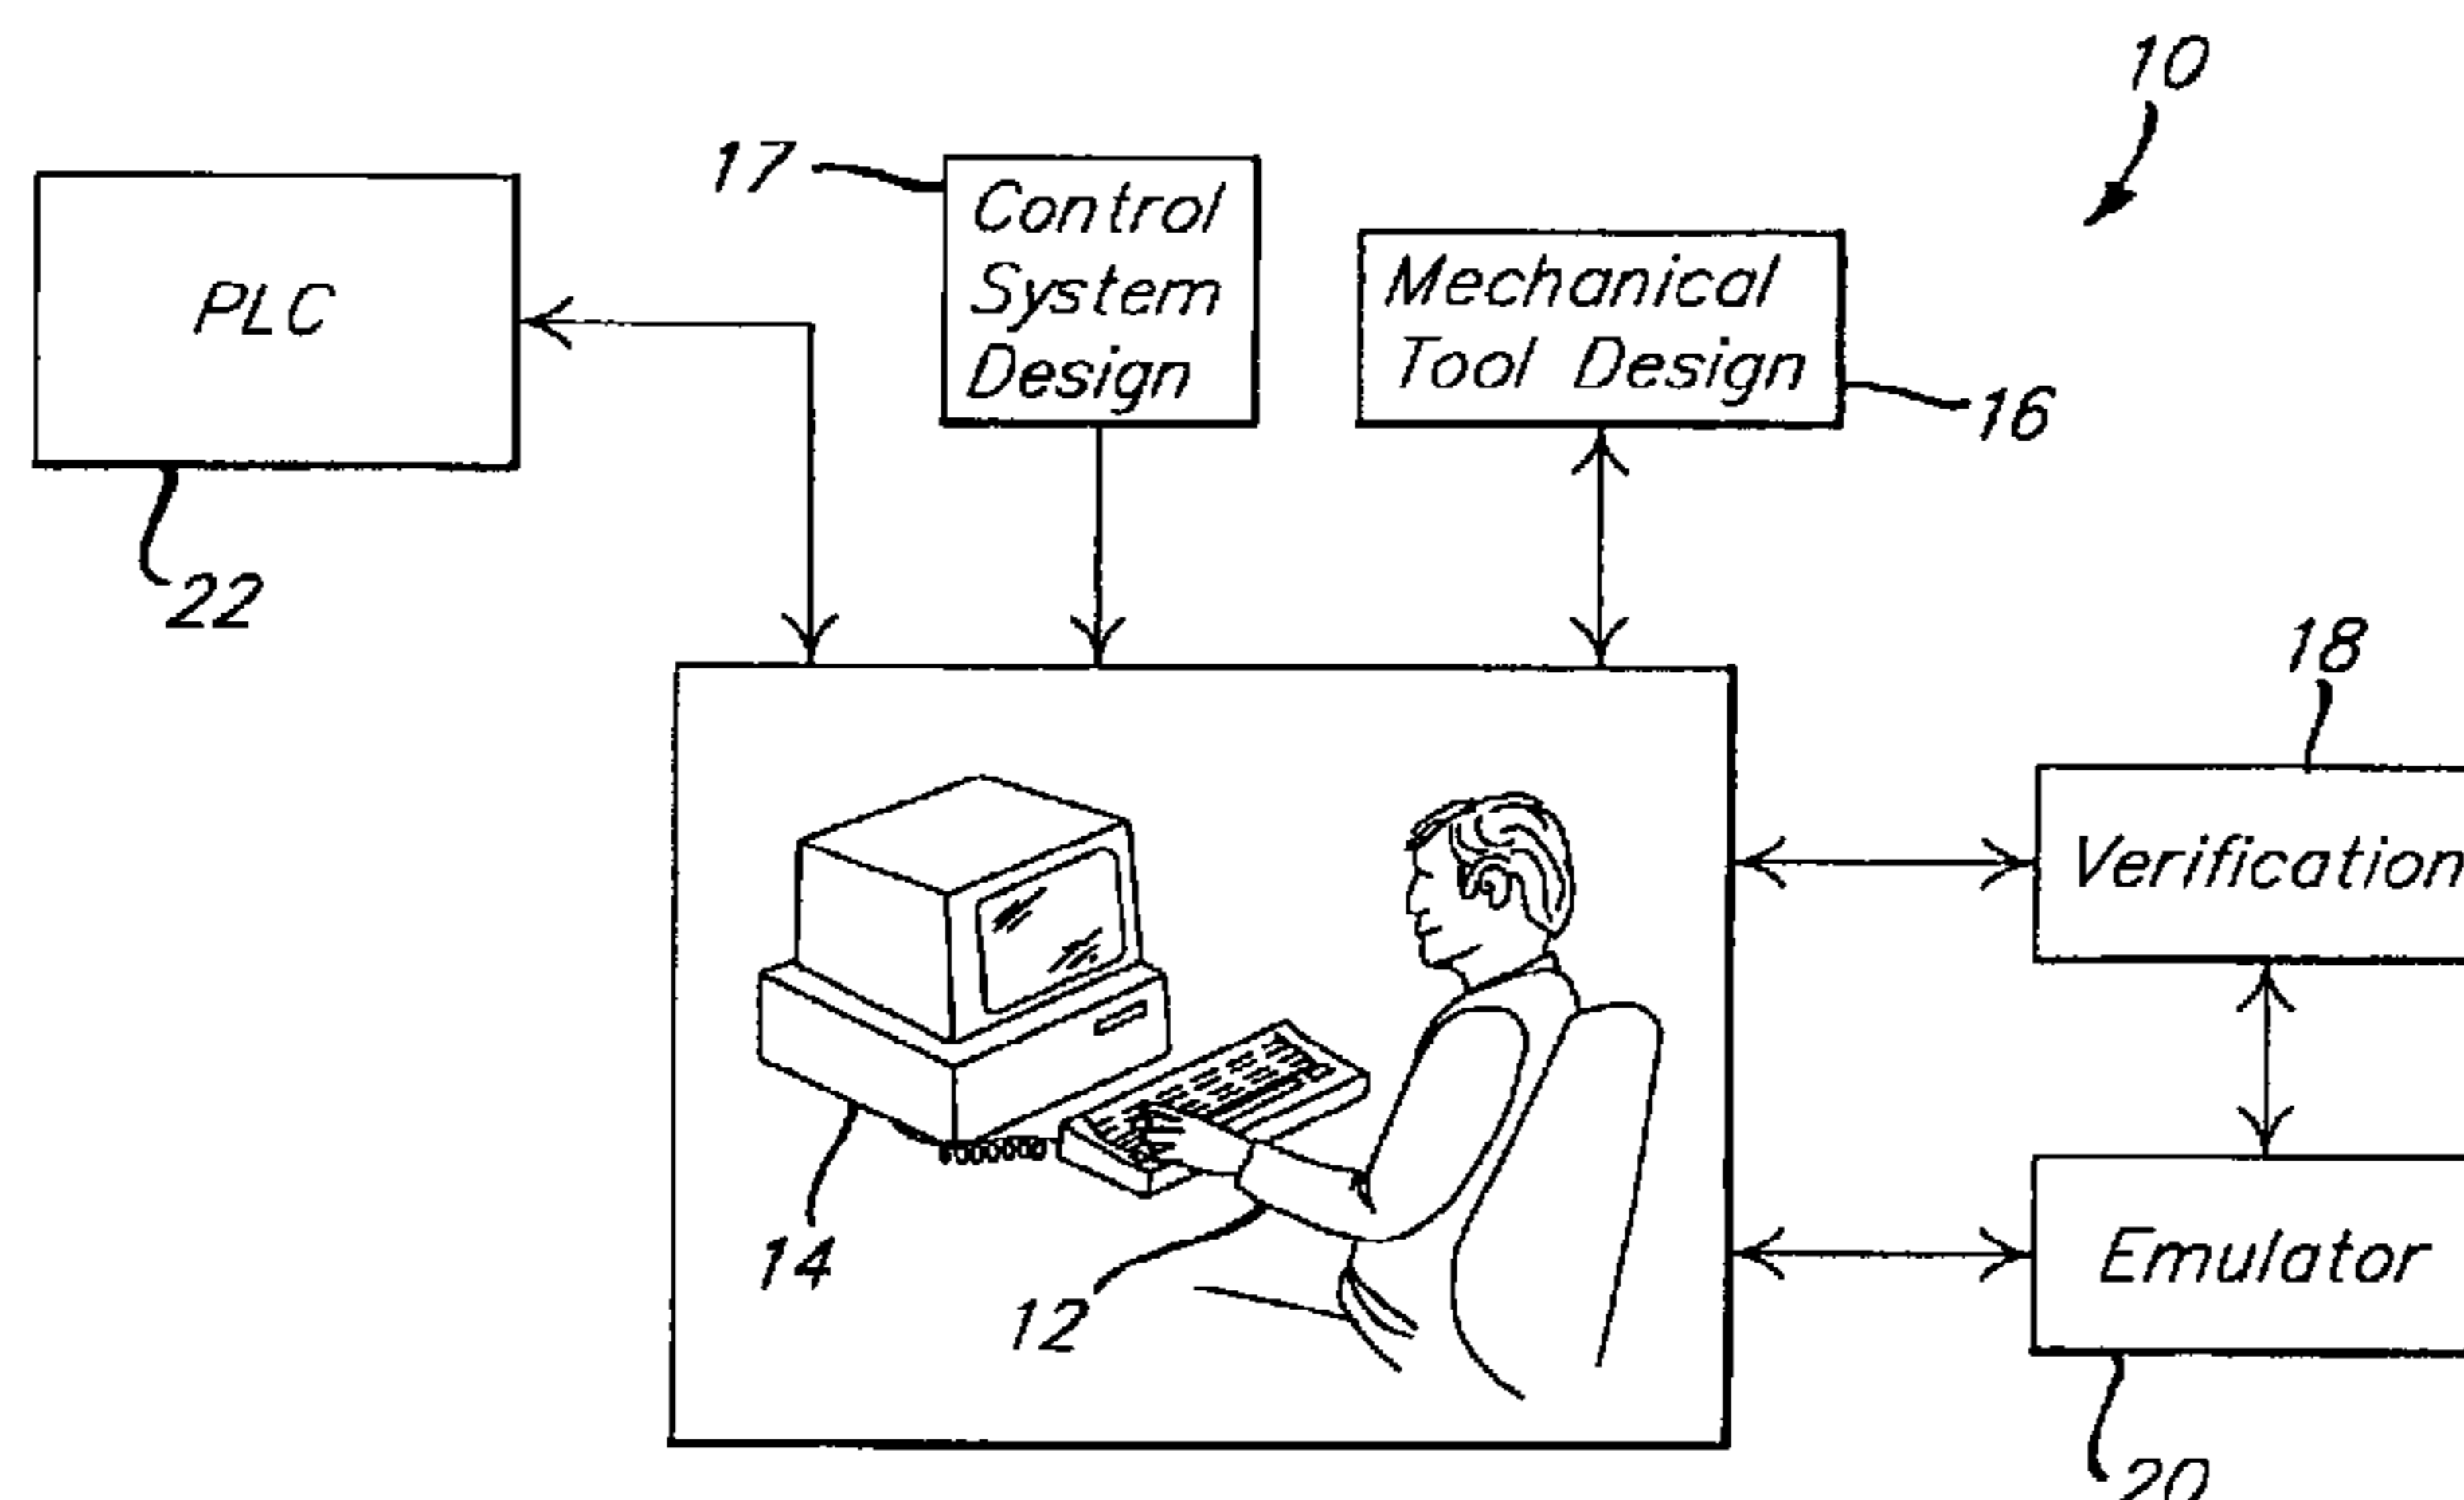 10
17
Control
System
Design
PLC
Mechanical
Tool Design
16
22
18
Verification
14
12
Emulator
20